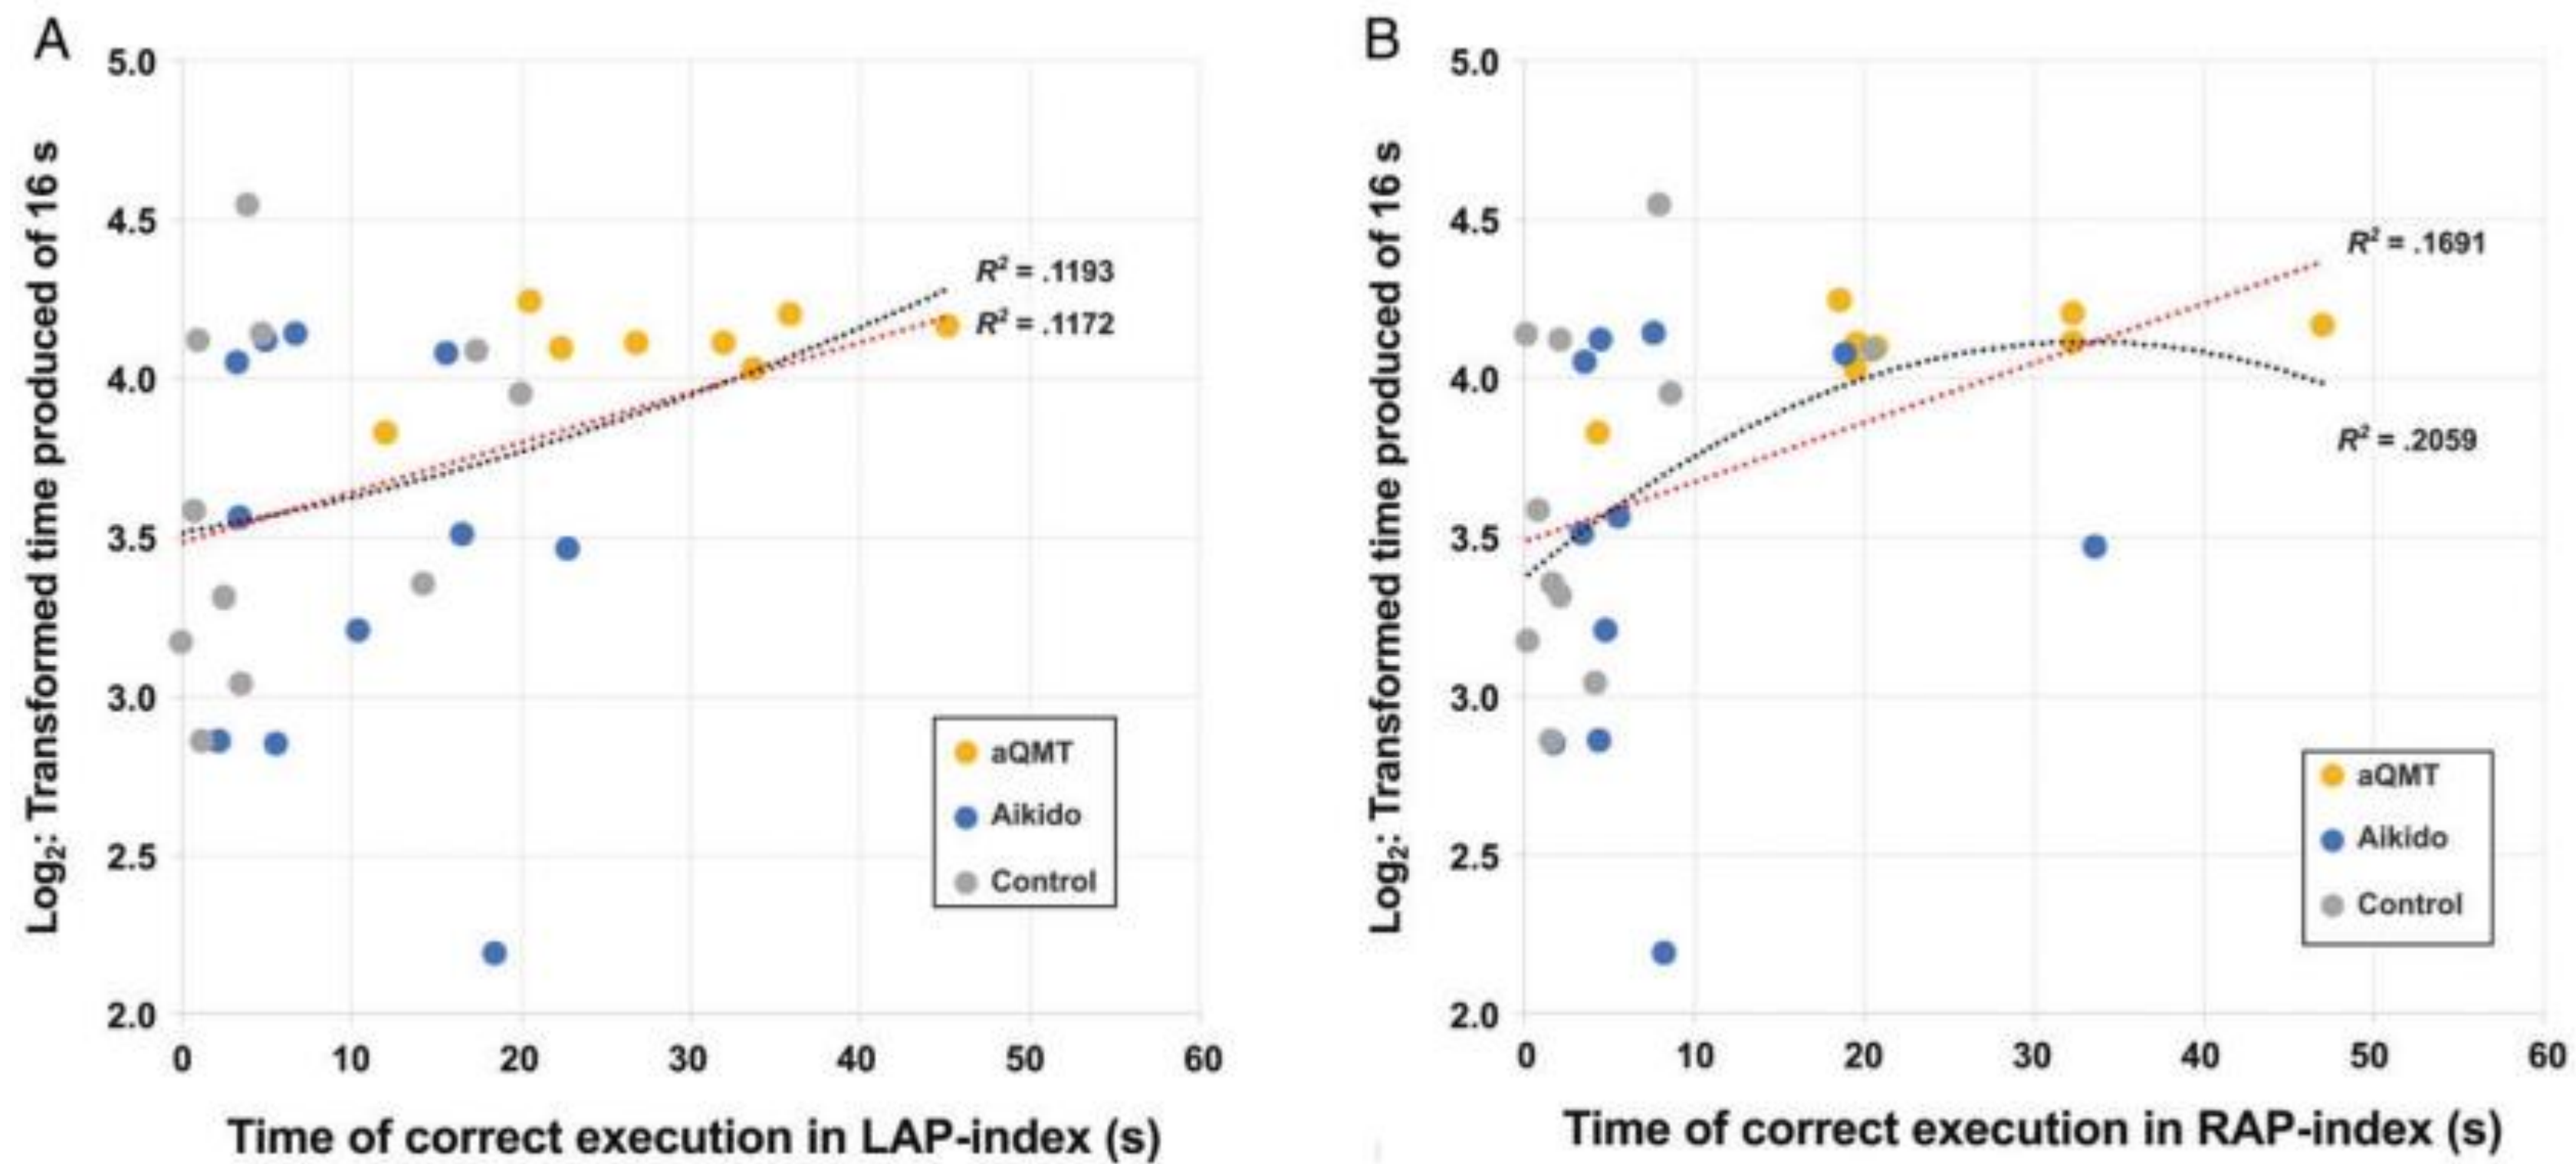 A
Log₂: Transformed time produced of 16 s
5.0
4.5
4.0
3.5
3.0
2.5
2.0
R² = .1193
R² = .1172
aQMT
Aikido
Control
0 10 20 30 40 50 60
Time of correct execution in LAP-index (s)
B
Log₂: Transformed time produced of 16 s
5.0
4.5
4.0
3.5
3.0
2.5
2.0
R² = .1691
R² = .2059
aQMT
Aikido
Control
0 10 20 30 40 50 60
Time of correct execution in RAP-index (s)